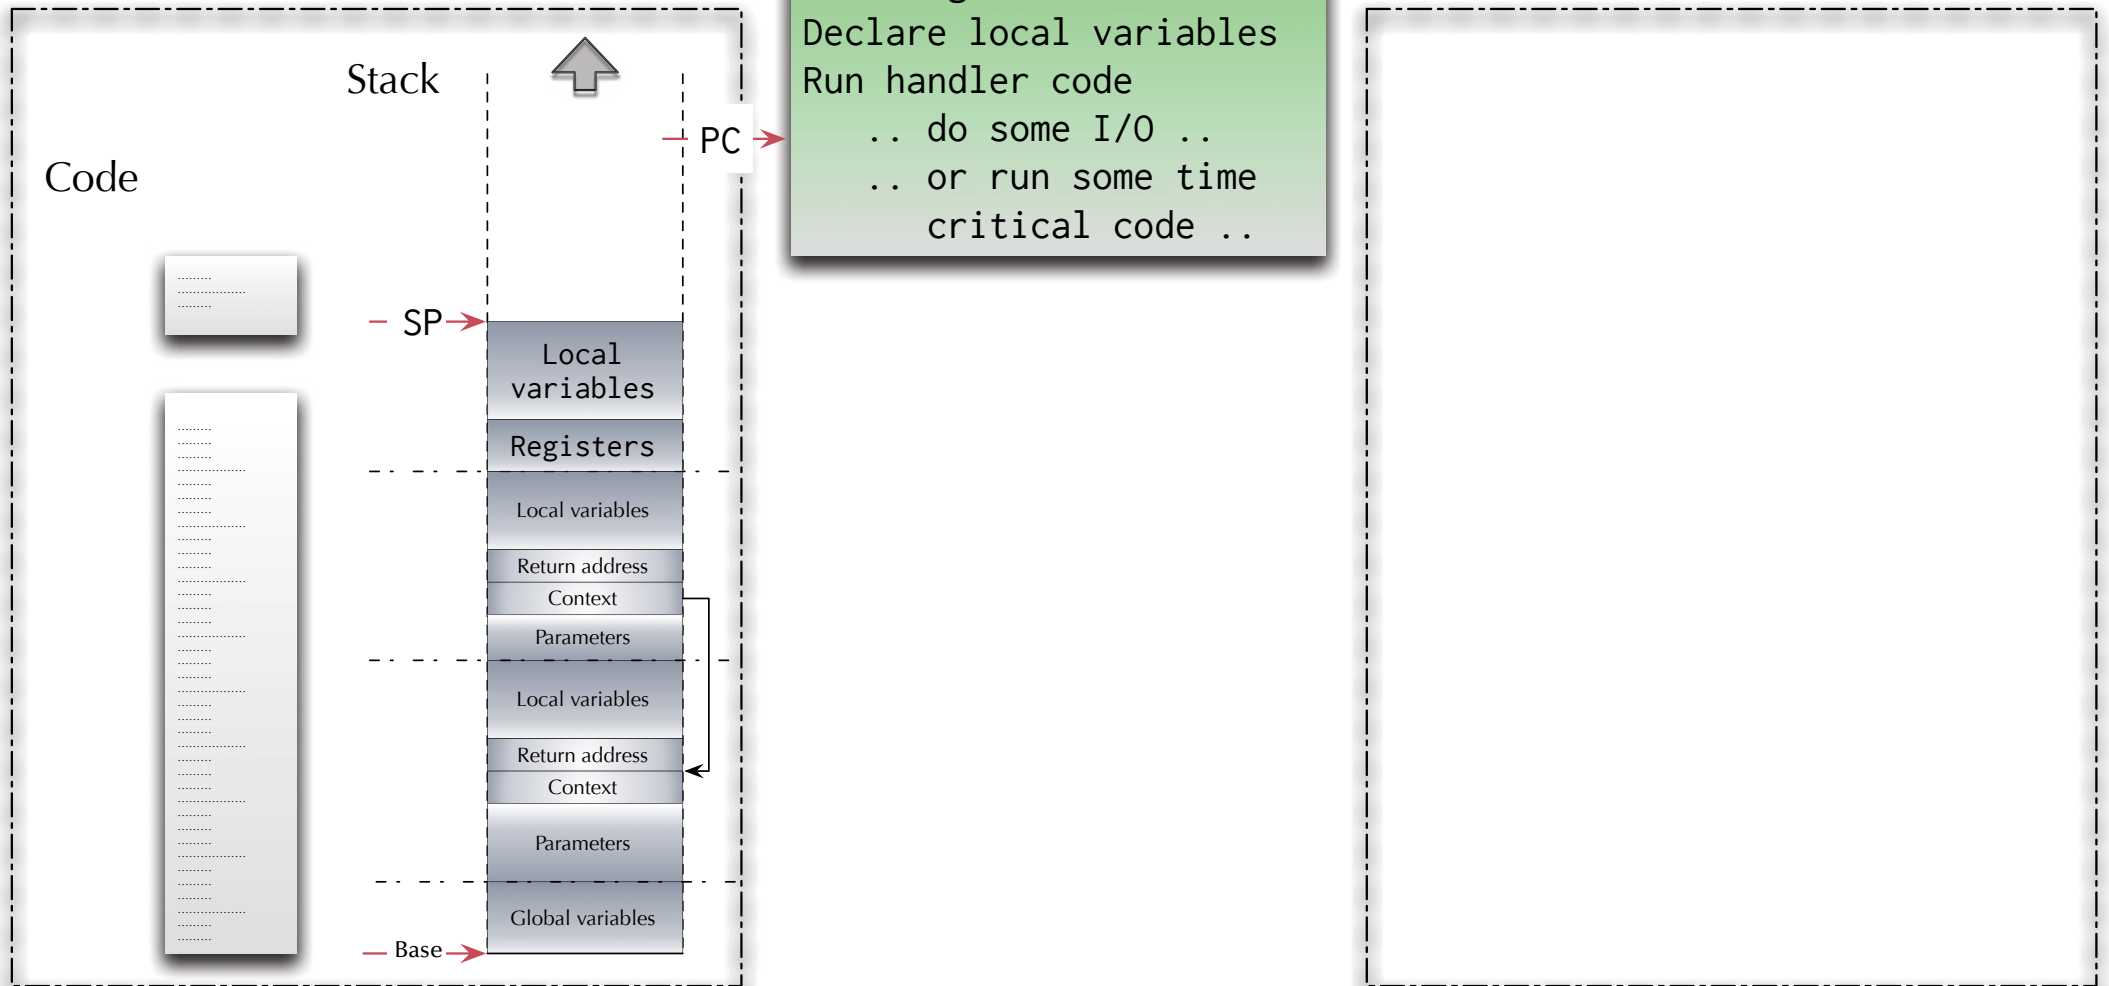 Declare local variables
Run handler code
.. do some I/O ..
.. or run some time
critical code ..
Stack
PC
Code
SP
Local
variables
Registers
Local variables
Return address
Context
Parameters
Local variables
Return address
Context
Parameters
Global variables
Base